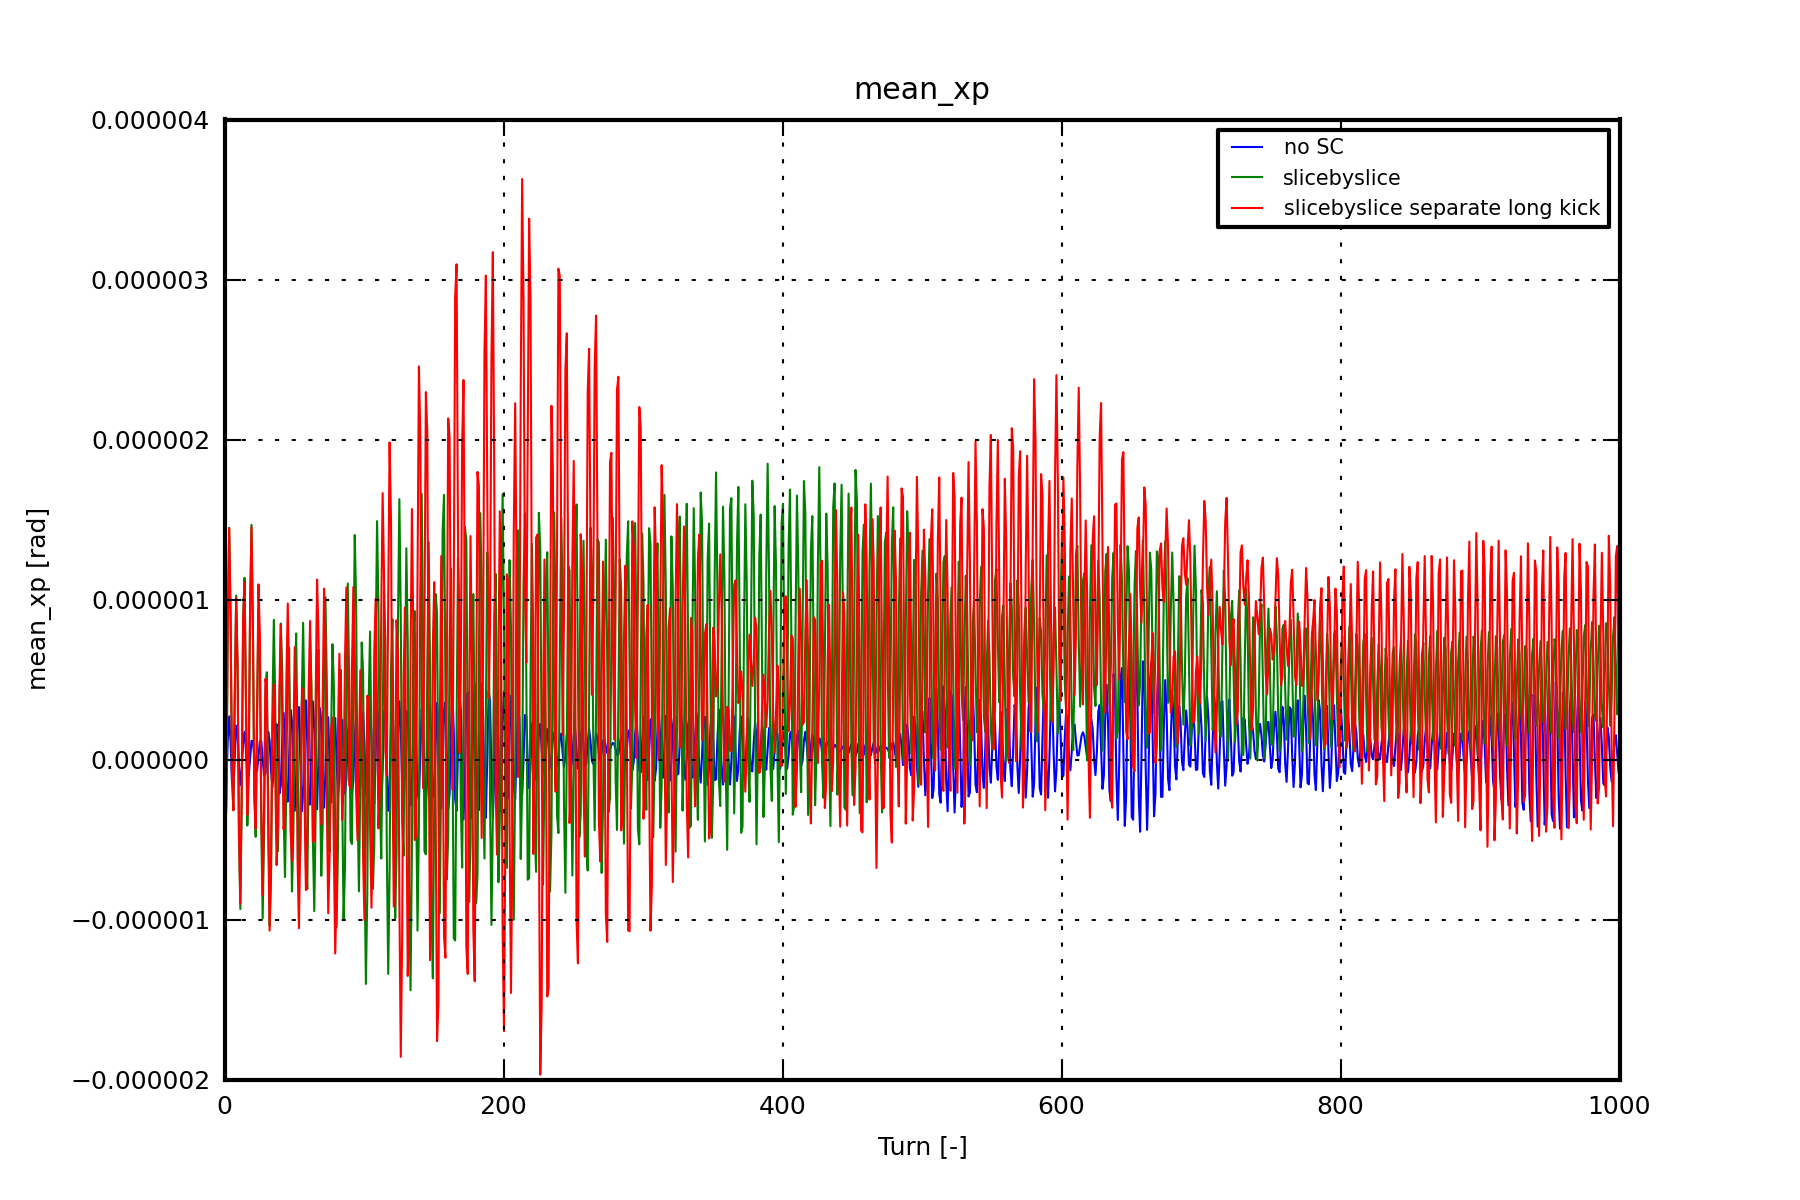 mean_xp
0.000004
0.000003
0.000002
0.000001
0.000000
−0.000001
−0.000002
mean_xp [rad]
no SC
slicebyslice
slicebyslice separate long kick
0 200 400 600 800 1000
Turn [-]